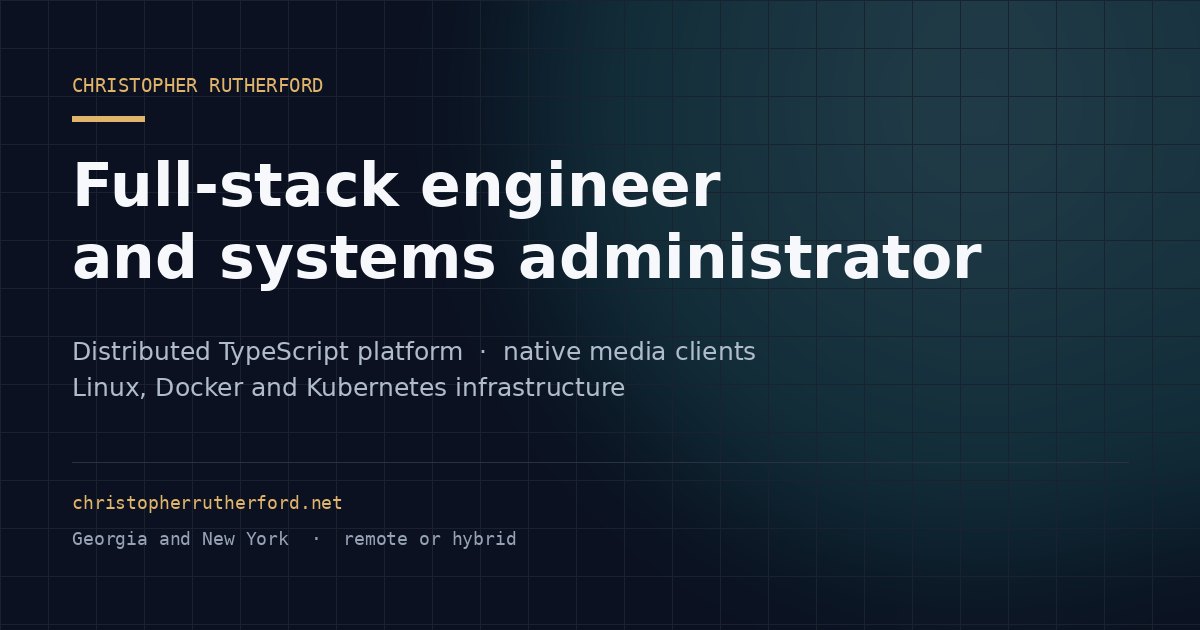 CHRISTOPHER RUTHERFORD
Full-stack engineer
and systems administrator
Distributed TypeScript platform · native media clients
Linux, Docker and Kubernetes infrastructure
christopherrutherford.net
Georgia and New York · remote or hybrid